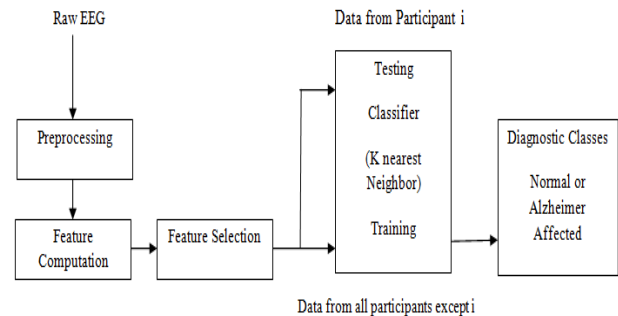 Raw EEG
Data from Participant i
Preprocessing
Feature
Computation
Feature Selection
Testing
Classifier
(K nearest
Neighbor)
Training
Diagnostic Classes
Normal or
Alzheimer
Affected
Data from all participants except i